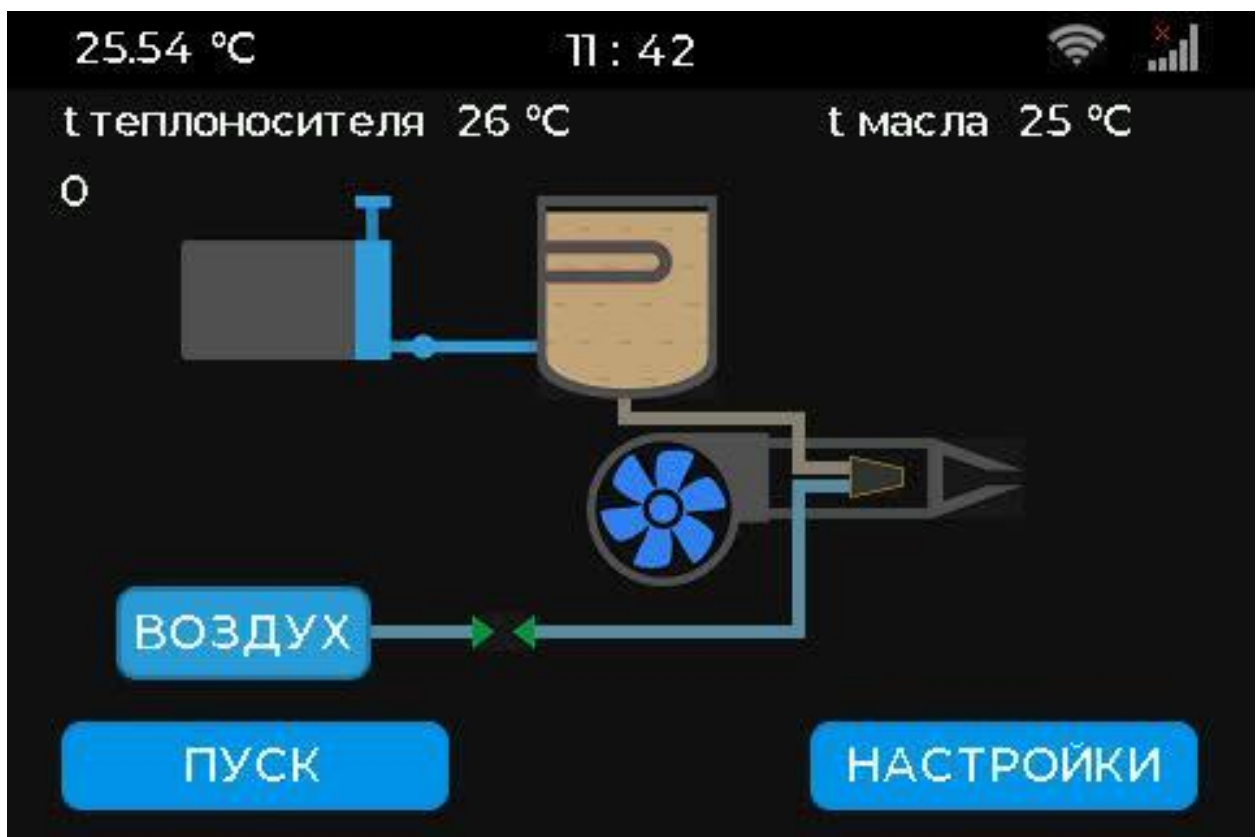 25.54 °C 11 : 42
t теплоносителя 26 °C t масла 25 °C
0
ВОЗДУХ
ПУСК НАСТРОЙКИ